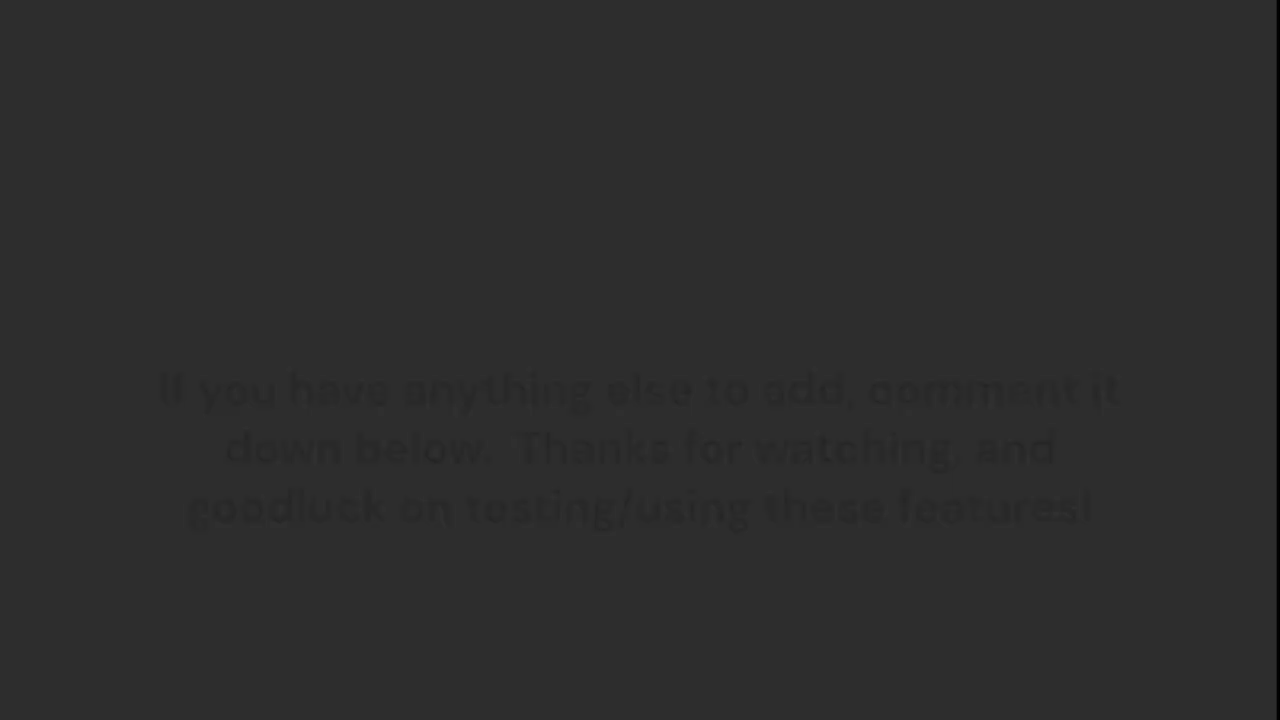 If you have anything else to add, comment it
down below. Thanks for watching, and
goodluck on testing/using these features!